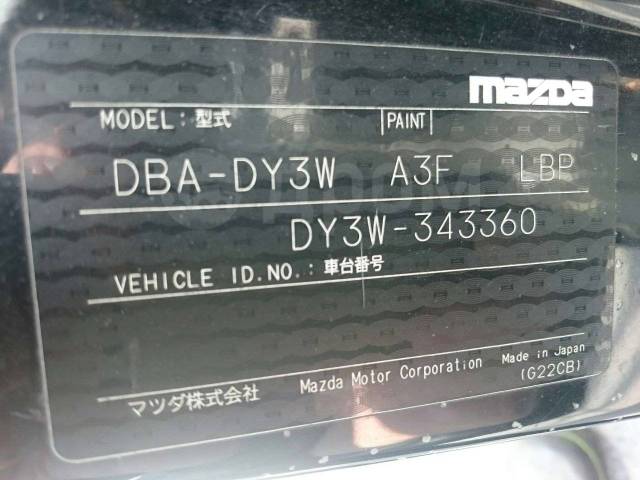 mazda
MODEL : 型式 |PAINT|
DBA-DY3W A3F LBP
DY3W-343360
VEHICLE ID.NO. : 車台番号
マツダ株式会社 Mazda Motor Corporation Made in Japan
(G22CB)